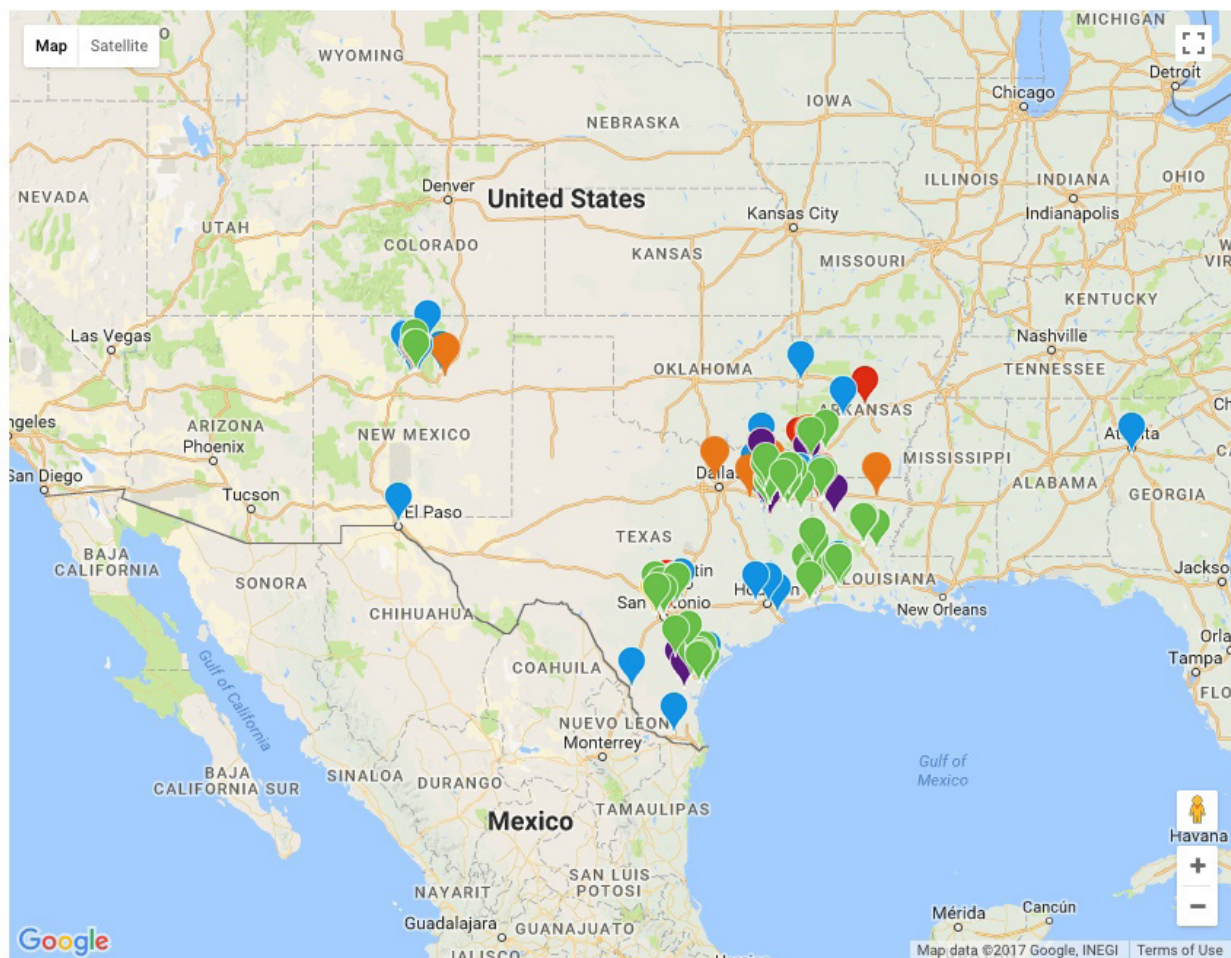 Map Satellite
WYOMING
MICHIGAN
Detroit
Chicago
IOWA
NEBRASKA
NEVADA
Denver
United States
ILLINOIS
INDIANA
OHIO
Indianapolis
Kansas City
UTAH
COLORADO
KANSAS
MISSOURI
KENTUCKY
Las Vegas
Nashville
TENNESSEE
OKLAHOMA
ARKANSAS
ARIZONA
Phoenix
NEW MEXICO
Atlanta
MISSISSIPPI
San Diego
Tucson
Dallas
ALABAMA
GEORGIA
El Paso
TEXAS
BAJA
CALIFORNIA
SONORA
CHIHUAHUA
LOUISIANA
New Orleans
San Antonio
COAHUILA
Gulf of California
NUEVO LEON
Monterrey
Tampa
Gulf of
Mexico
BAJA
CALIFORNIA SUR
SINALOA
DURANGO
TAMAULIPAS
Mexico
Havana
SAN LUIS
POTOSI
NAYARIT
Mérida
Cancún
Guadalajara
GUANAJUATO
JALISCO
Google
Map data ©2017 Google, INEGI Terms of Use